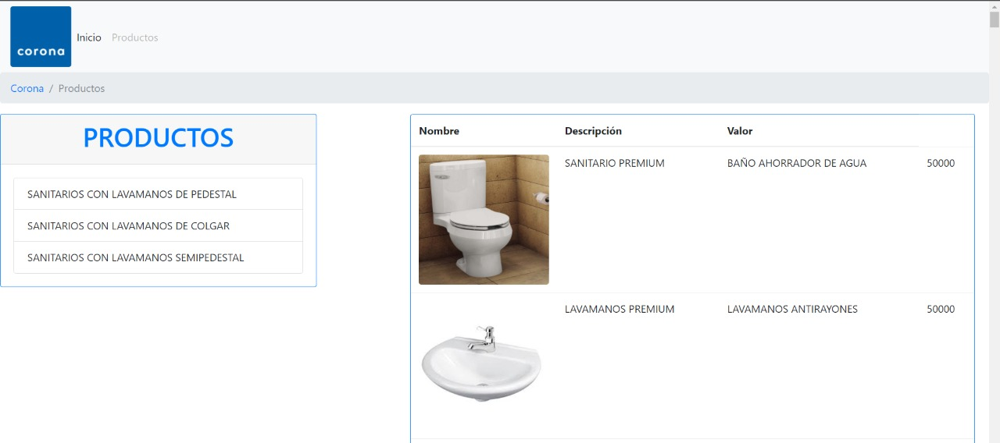 corona
Inicio Productos
Corona / Productos
PRODUCTOS
SANITARIOS CON LAVAMANOS DE PEDESTAL
SANITARIOS CON LAVAMANOS DE COLGAR
SANITARIOS CON LAVAMANOS SEMIPEDESTAL
Nombre Descripción Valor
SANITARIO PREMIUM BAÑO AHORRADOR DE AGUA 50000
LAVAMANOS PREMIUM LAVAMANOS ANTIRAYONES 50000